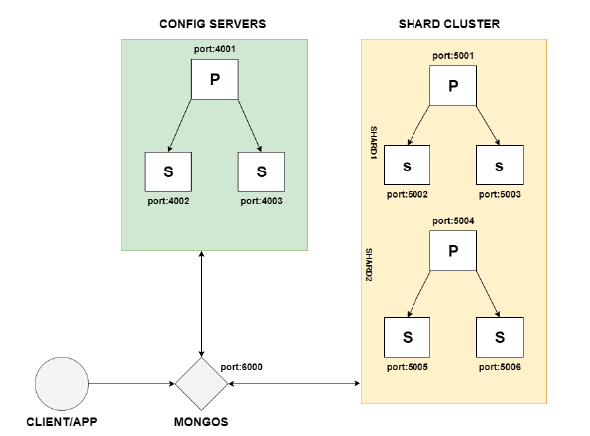 CONFIG SERVERS
port:4001
P
S
S
port:4002
port:4003
SHARD CLUSTER
port:5001
P
SHARD1
s
s
port:5002
port:5003
port:5004
P
SHARD2
S
S
port:5005
port:5006
port:6000
CLIENT/APP
MONGOS